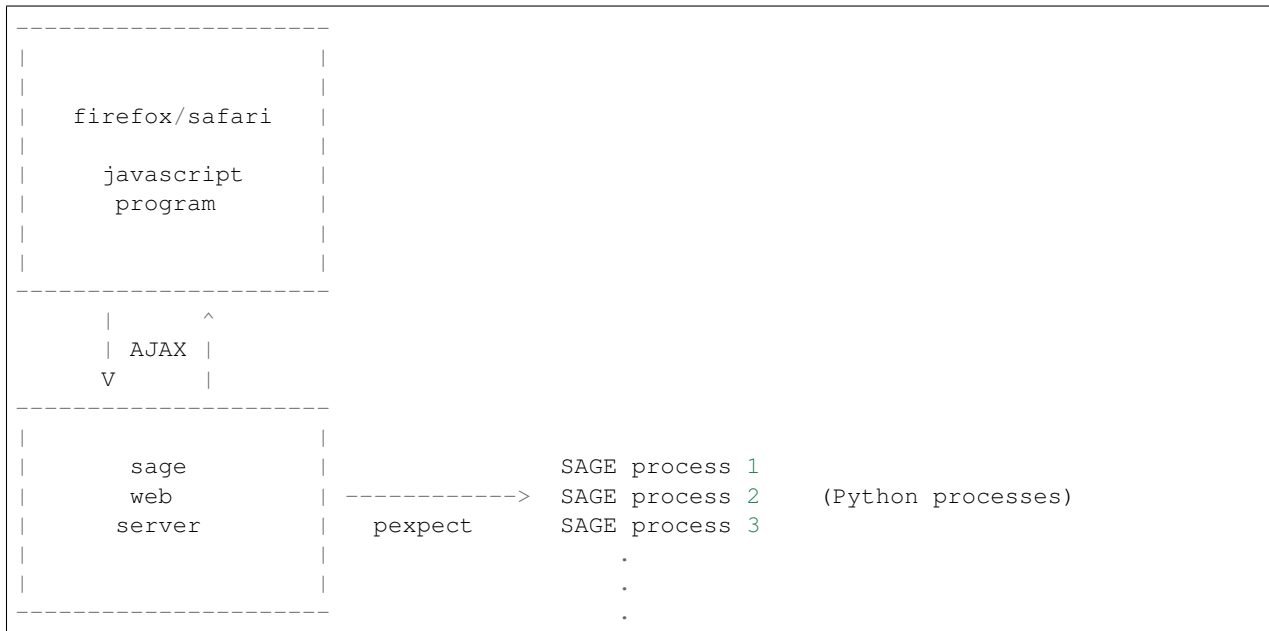 ----------------------
|                    |
|                    |
|   firefox/safari   |
|                    |
|     javascript     |
|      program       |
|                    |
|                    |
----------------------
      |      ^
      | AJAX |
      V      |
----------------------
|                    |
|       sage         |                SAGE process 1
|       web          | ------------>  SAGE process 2    (Python processes)
|      server        |   pexpect      SAGE process 3
|                    |                    .
|                    |                    .
----------------------                    .